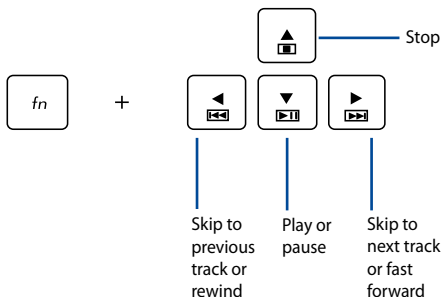 Stop
fn +
Skip to previous track or rewind
Play or pause
Skip to next track or fast forward